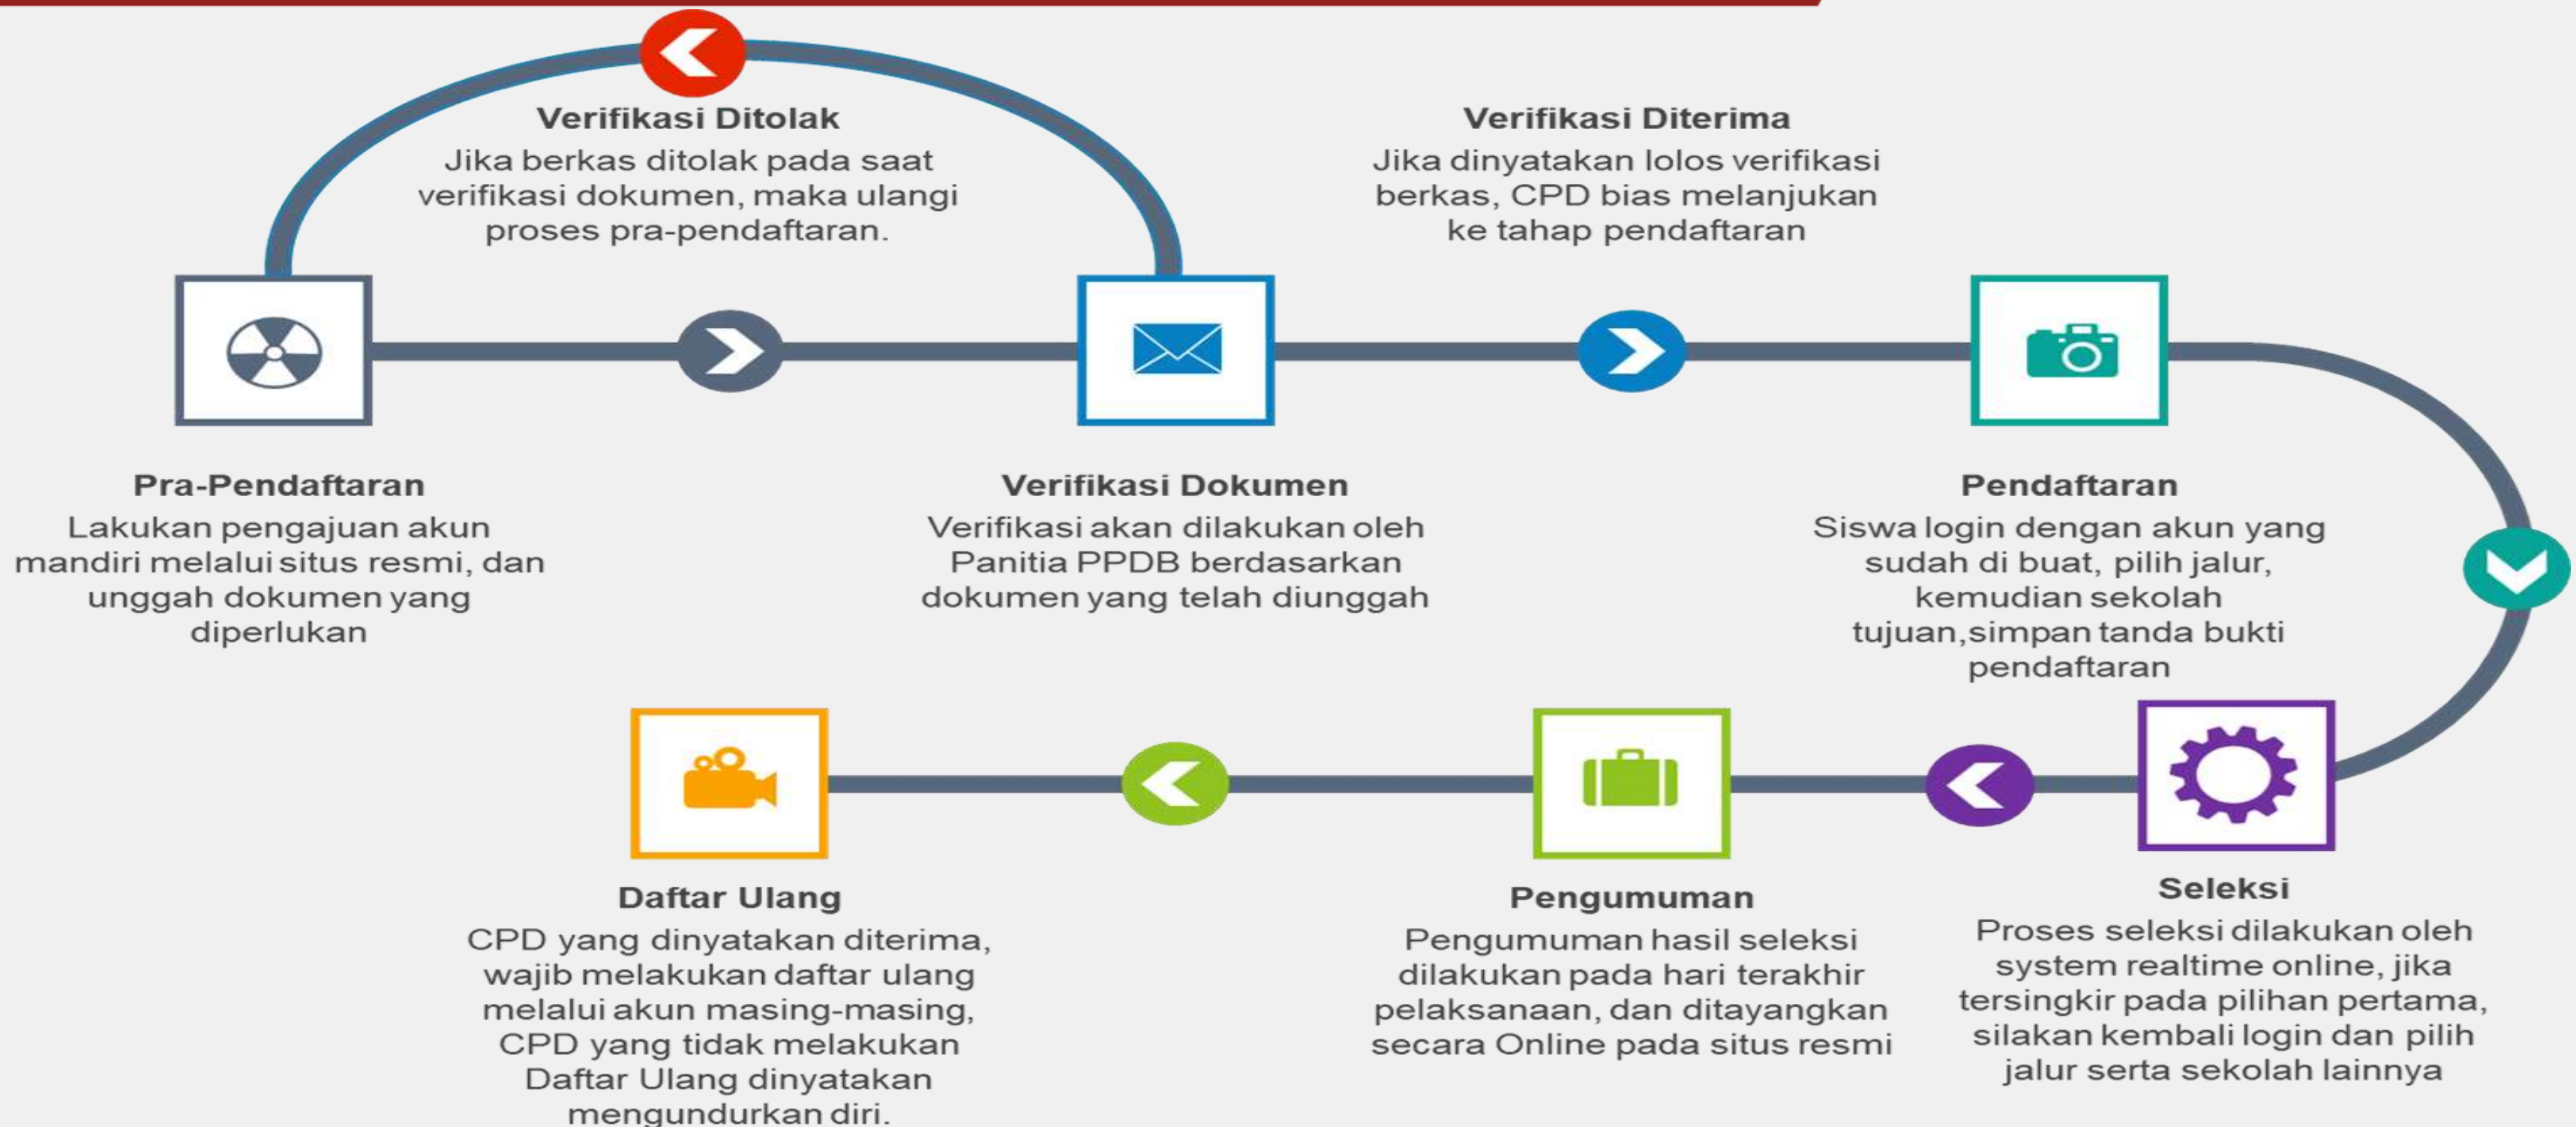 Verifikasi Ditolak
Jika berkas ditolak pada saat
verifikasi dokumen, maka ulangi
proses pra-pendaftaran.
Verifikasi Diterima
Jika dinyatakan lolos verifikasi
berkas, CPD bias melanjukan
ke tahap pendaftaran
Pra-Pendaftaran
Lakukan pengajuan akun
mandiri melalui situs resmi, dan
unggah dokumen yang
diperlukan
Verifikasi Dokumen
Verifikasi akan dilakukan oleh
Panitia PPDB berdasarkan
dokumen yang telah diunggah
Pendaftaran
Siswa login dengan akun yang
sudah di buat, pilih jalur,
kemudian sekolah
tujuan,simpan tanda bukti
pendaftaran
Seleksi
Proses seleksi dilakukan oleh
system realtime online, jika
tersingkir pada pilihan pertama,
silakan kembali login dan pilih
jalur serta sekolah lainnya
Pengumuman
Pengumuman hasil seleksi
dilakukan pada hari terakhir
pelaksanaan, dan ditayangkan
secara Online pada situs resmi
Daftar Ulang
CPD yang dinyatakan diterima,
wajib melakukan daftar ulang
melalui akun masing-masing,
CPD yang tidak melakukan
Daftar Ulang dinyatakan
mengundurkan diri.